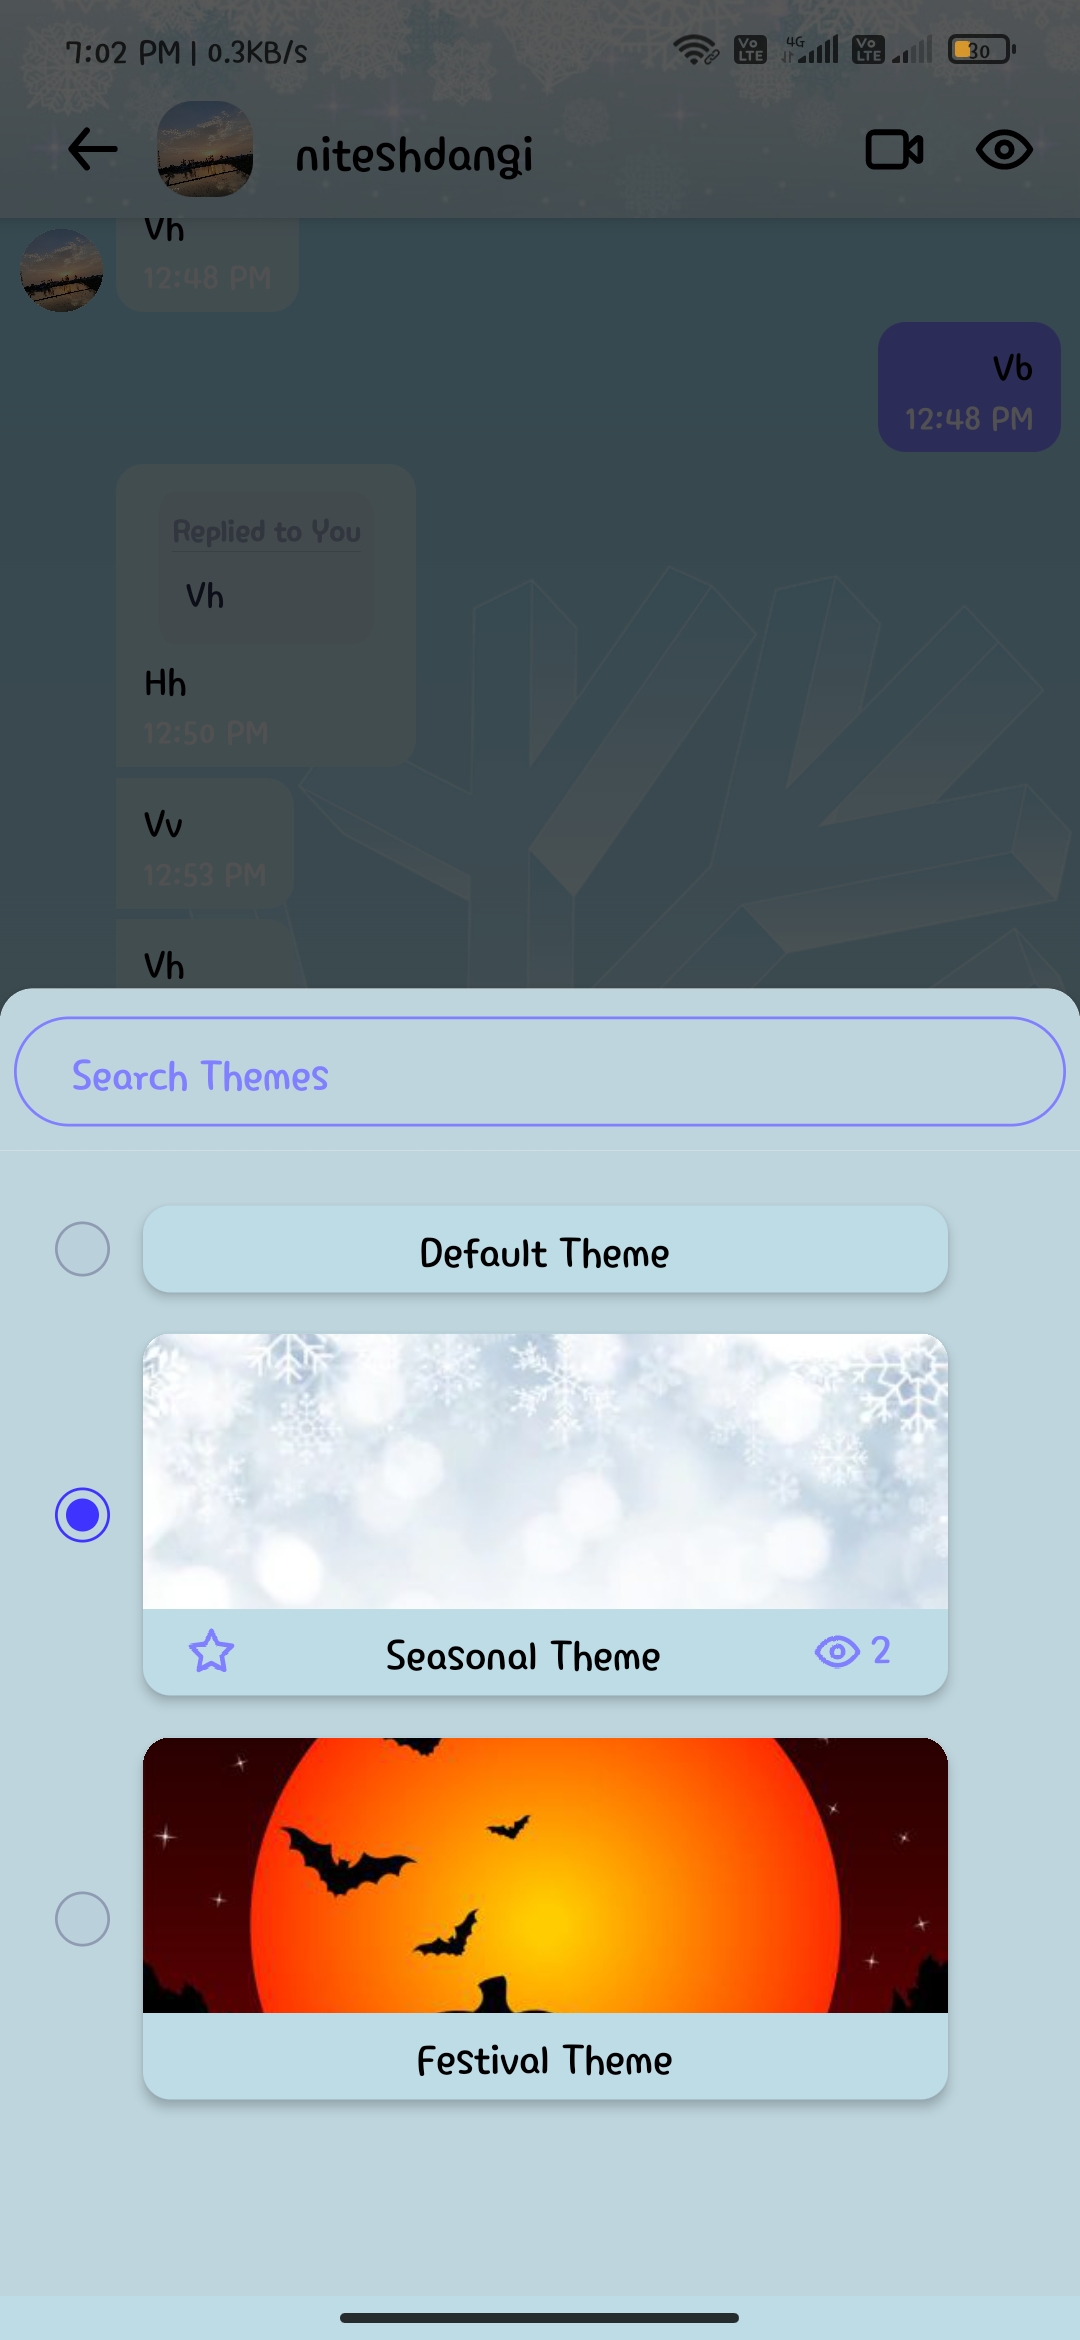 7:02 PM | 0.3KB/s
Vo LTE 4G Vo LTE 30
niteshdangi
Vh
12:48 PM
Vb
12:48 PM
Replied to You
Vh
Hh
12:50 PM
Vv
12:53 PM
Vh
Search Themes
Default Theme
Seasonal Theme 2
Festival Theme